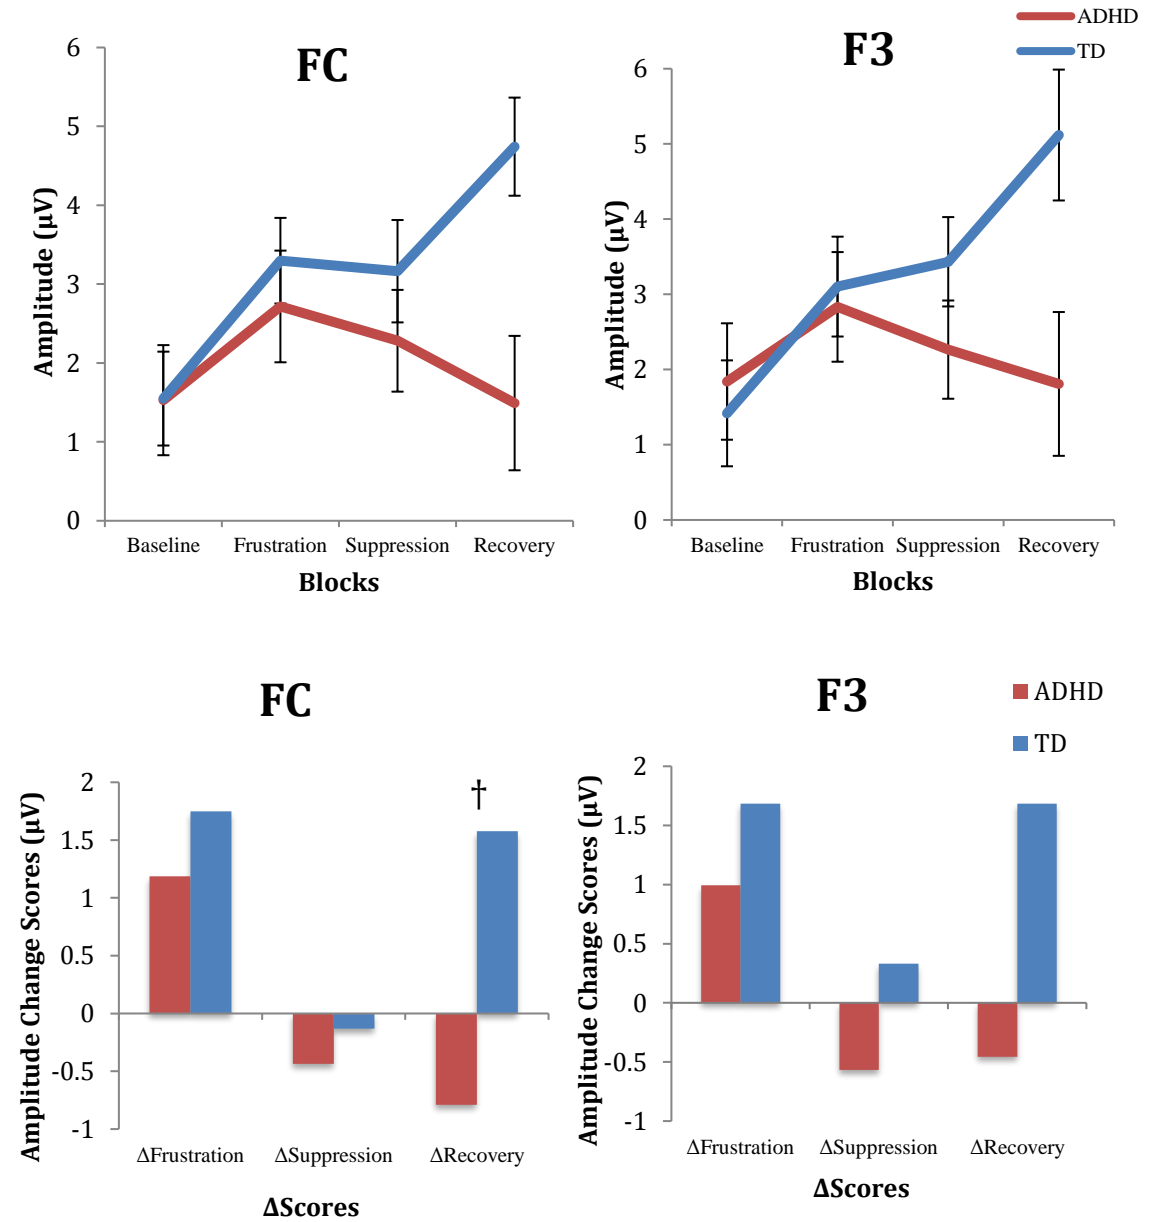 FC
6
5
4
3
2
1
0
Amplitude (µV)
Baseline Frustration Suppression Recovery
Blocks
F3
ADHD
TD
6
5
4
3
2
1
0
Amplitude (µV)
Baseline Frustration Suppression Recovery
Blocks
FC
2
1.5
1
0.5
0
-0.5
-1
Amplitude Change Scores (µV)
†
ΔFrustration ΔSuppression ΔRecovery
ΔScores
F3
ADHD
TD
2
1.5
1
0.5
0
-0.5
-1
Amplitude Change Scores (µV)
ΔFrustration ΔSuppression ΔRecovery
ΔScores